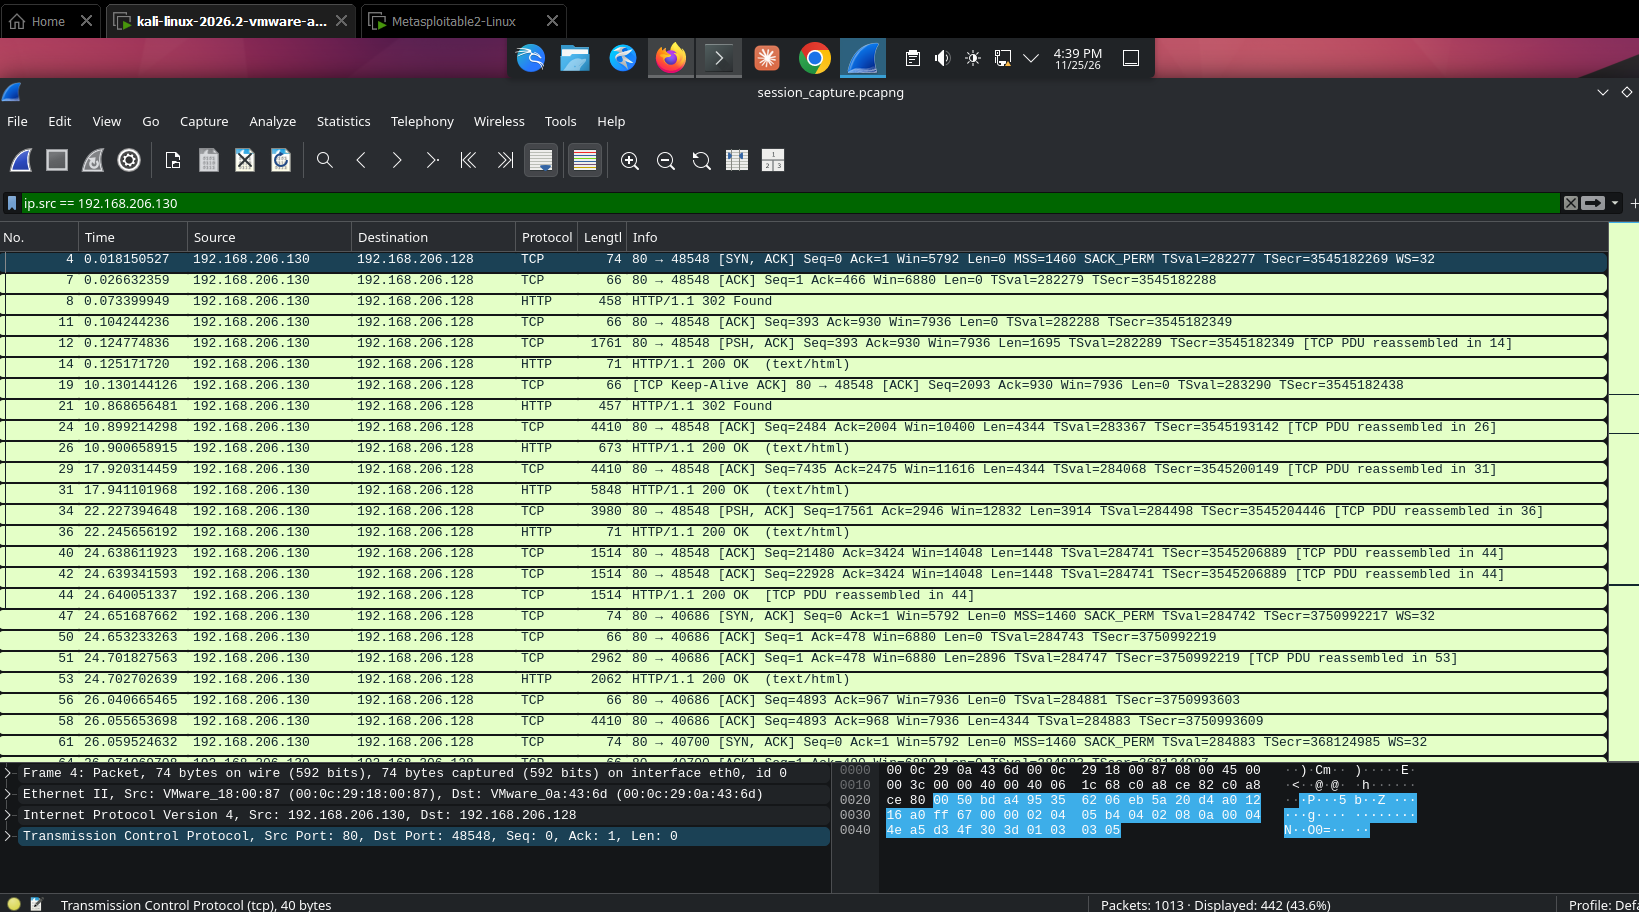 Home
kali-linux-2026.2-vmware-a...
Metasploitable2-Linux
4:39 PM
11/25/26
session_capture.pcapng
File Edit View Go Capture Analyze Statistics Telephony Wireless Tools Help
ip.src == 192.168.206.130
No. Time Source Destination Protocol Lengtl Info
4 0.018150527 192.168.206.130 192.168.206.128 TCP 74 80 → 48548 [SYN, ACK] Seq=0 Ack=1 Win=5792 Len=0 MSS=1460 SACK_PERM TSval=282277 TSecr=3545182269 WS=32
7 0.026632359 192.168.206.130 192.168.206.128 TCP 66 80 → 48548 [ACK] Seq=1 Ack=466 Win=6880 Len=0 TSval=282279 TSecr=3545182288
8 0.073399949 192.168.206.130 192.168.206.128 HTTP 458 HTTP/1.1 302 Found
11 0.104244236 192.168.206.130 192.168.206.128 TCP 66 80 → 48548 [ACK] Seq=393 Ack=930 Win=7936 Len=0 TSval=282288 TSecr=3545182349
12 0.124774836 192.168.206.130 192.168.206.128 TCP 1761 80 → 48548 [PSH, ACK] Seq=393 Ack=930 Win=7936 Len=1695 TSval=282289 TSecr=3545182349 [TCP PDU reassembled in 14]
14 0.125171720 192.168.206.130 192.168.206.128 HTTP 71 HTTP/1.1 200 OK (text/html)
19 10.130144126 192.168.206.130 192.168.206.128 TCP 66 [TCP Keep-Alive ACK] 80 → 48548 [ACK] Seq=2093 Ack=930 Win=7936 Len=0 TSval=283290 TSecr=3545182438
21 10.868656481 192.168.206.130 192.168.206.128 HTTP 457 HTTP/1.1 302 Found
24 10.899214298 192.168.206.130 192.168.206.128 TCP 4410 80 → 48548 [ACK] Seq=2484 Ack=2004 Win=10400 Len=4344 TSval=283367 TSecr=3545193142 [TCP PDU reassembled in 26]
26 10.900658915 192.168.206.130 192.168.206.128 HTTP 673 HTTP/1.1 200 OK (text/html)
29 17.920314459 192.168.206.130 192.168.206.128 TCP 4410 80 → 48548 [ACK] Seq=7435 Ack=2475 Win=11616 Len=4344 TSval=284068 TSecr=3545200149 [TCP PDU reassembled in 31]
31 17.941101968 192.168.206.130 192.168.206.128 HTTP 5848 HTTP/1.1 200 OK (text/html)
34 22.227394648 192.168.206.130 192.168.206.128 TCP 3980 80 → 48548 [PSH, ACK] Seq=17561 Ack=2946 Win=12832 Len=3914 TSval=284498 TSecr=3545204446 [TCP PDU reassembled in 36]
36 22.245656192 192.168.206.130 192.168.206.128 HTTP 71 HTTP/1.1 200 OK (text/html)
40 24.638611923 192.168.206.130 192.168.206.128 TCP 1514 80 → 48548 [ACK] Seq=21480 Ack=3424 Win=14048 Len=1448 TSval=284741 TSecr=3545206889 [TCP PDU reassembled in 44]
42 24.639341593 192.168.206.130 192.168.206.128 TCP 1514 80 → 48548 [ACK] Seq=22928 Ack=3424 Win=14048 Len=1448 TSval=284741 TSecr=3545206889 [TCP PDU reassembled in 44]
44 24.640051337 192.168.206.130 192.168.206.128 TCP 1514 HTTP/1.1 200 OK [TCP PDU reassembled in 44]
47 24.651687662 192.168.206.130 192.168.206.128 TCP 74 80 → 40686 [SYN, ACK] Seq=0 Ack=1 Win=5792 Len=0 MSS=1460 SACK_PERM TSval=284742 TSecr=3750992217 WS=32
50 24.653233263 192.168.206.130 192.168.206.128 TCP 66 80 → 40686 [ACK] Seq=1 Ack=478 Win=6880 Len=0 TSval=284743 TSecr=3750992219
51 24.701827563 192.168.206.130 192.168.206.128 TCP 2962 80 → 40686 [ACK] Seq=1 Ack=478 Win=6880 Len=2896 TSval=284747 TSecr=3750992219 [TCP PDU reassembled in 53]
53 24.702702639 192.168.206.130 192.168.206.128 HTTP 2062 HTTP/1.1 200 OK (text/html)
56 26.040665465 192.168.206.130 192.168.206.128 TCP 66 80 → 40686 [ACK] Seq=4893 Ack=967 Win=7936 Len=0 TSval=284881 TSecr=3750993603
58 26.055653698 192.168.206.130 192.168.206.128 TCP 4410 80 → 40686 [ACK] Seq=4893 Ack=968 Win=7936 Len=4344 TSval=284883 TSecr=3750993609
61 26.059524632 192.168.206.130 192.168.206.128 TCP 74 80 → 40700 [SYN, ACK] Seq=0 Ack=1 Win=5792 Len=0 MSS=1460 SACK_PERM TSval=284883 TSecr=368124985 WS=32
Frame 4: Packet, 74 bytes on wire (592 bits), 74 bytes captured (592 bits) on interface eth0, id 0
Ethernet II, Src: VMware_18:00:87 (00:0c:29:18:00:87), Dst: VMware_0a:43:6d (00:0c:29:0a:43:6d)
Internet Protocol Version 4, Src: 192.168.206.130, Dst: 192.168.206.128
Transmission Control Protocol, Src Port: 80, Dst Port: 48548, Seq: 0, Ack: 1, Len: 0
0000 00 0c 29 0a 43 6d 00 0c 29 18 00 87 08 00 45 00 ··)·Cm·· )·····E·
0010 00 3c 00 00 40 00 40 06 1c 68 c0 a8 ce 82 c0 a8 ·<··@·@· ·h······
0020 ce 80 00 50 bd a4 95 35 62 06 eb 5a 20 d4 a0 12 ···P···5 b··Z ···
0030 16 a0 ff 67 00 00 02 04 05 b4 04 02 08 0a 00 04 ···g···· ········
0040 4e a5 d3 4f 30 3d 01 03 03 05 N··O0=·· ··
Transmission Control Protocol (tcp), 40 bytes
Packets: 1013 · Displayed: 442 (43.6%)
Profile: Defa